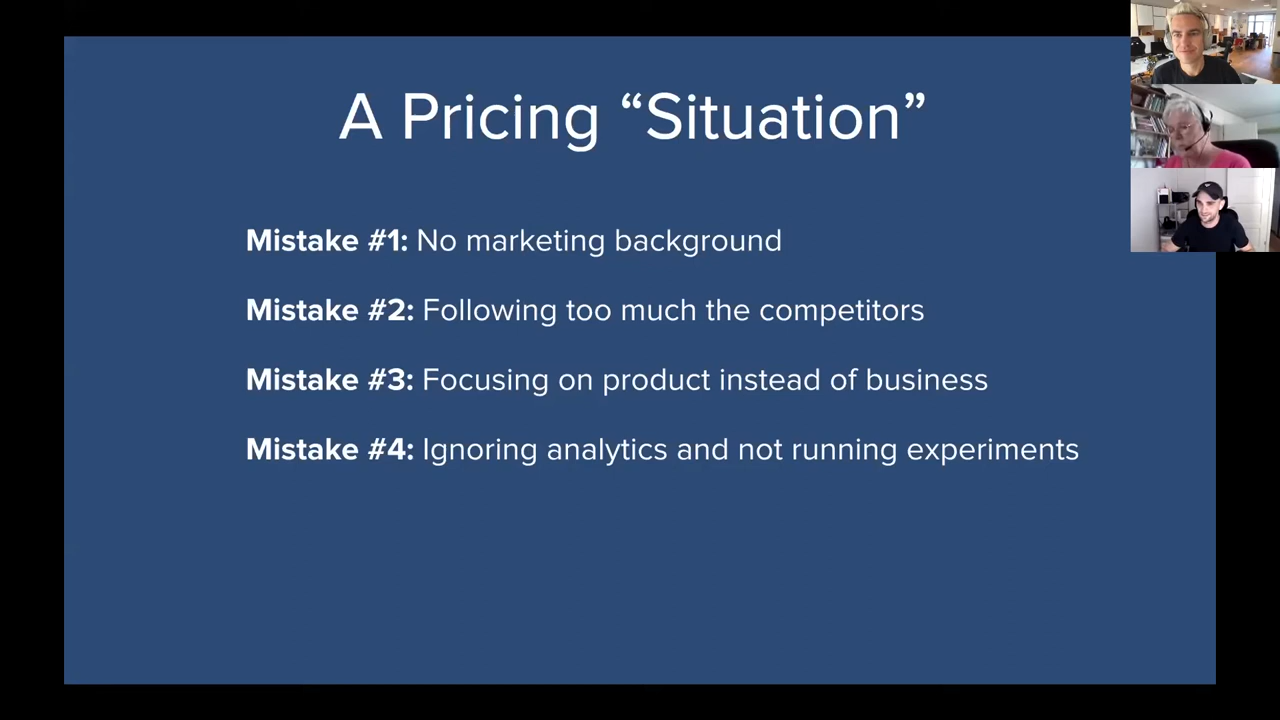 A Pricing “Situation”
Mistake #1: No marketing background
Mistake #2: Following too much the competitors
Mistake #3: Focusing on product instead of business
Mistake #4: Ignoring analytics and not running experiments